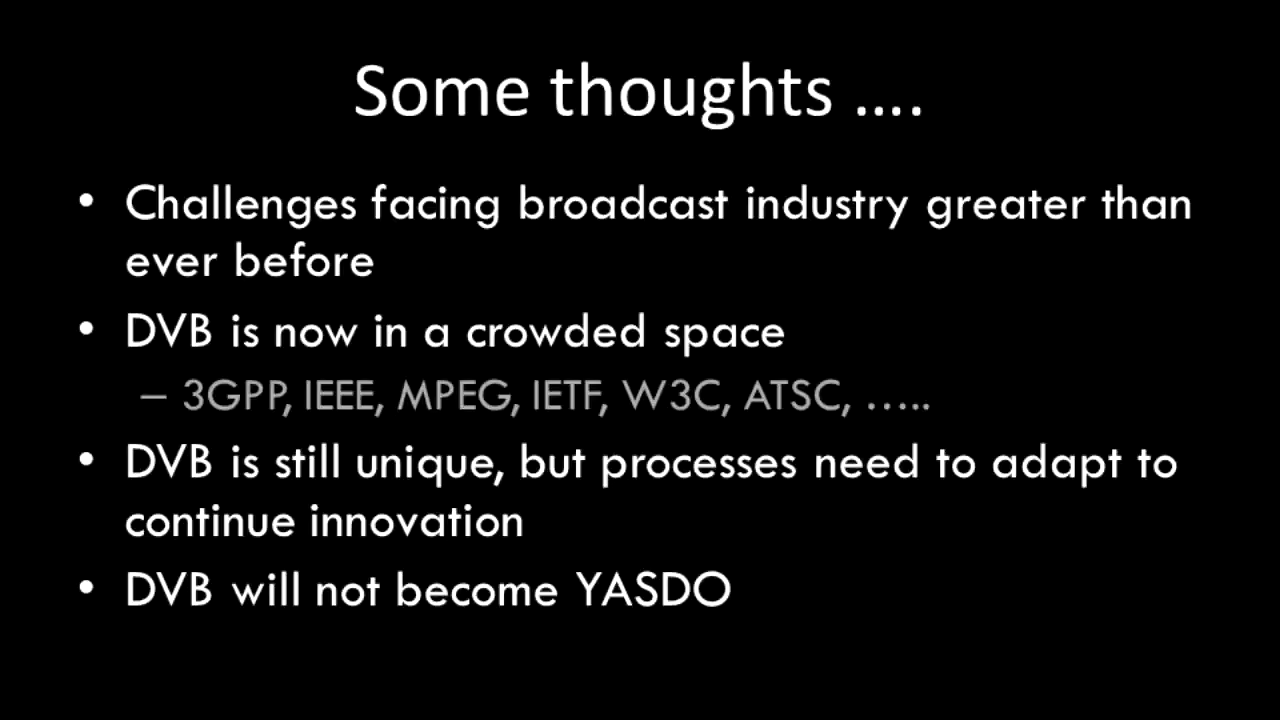 Some thoughts ....
• Challenges facing broadcast industry greater than
ever before
• DVB is now in a crowded space
– 3GPP, IEEE, MPEG, IETF, W3C, ATSC, .....
• DVB is still unique, but processes need to adapt to
continue innovation
• DVB will not become YASDO